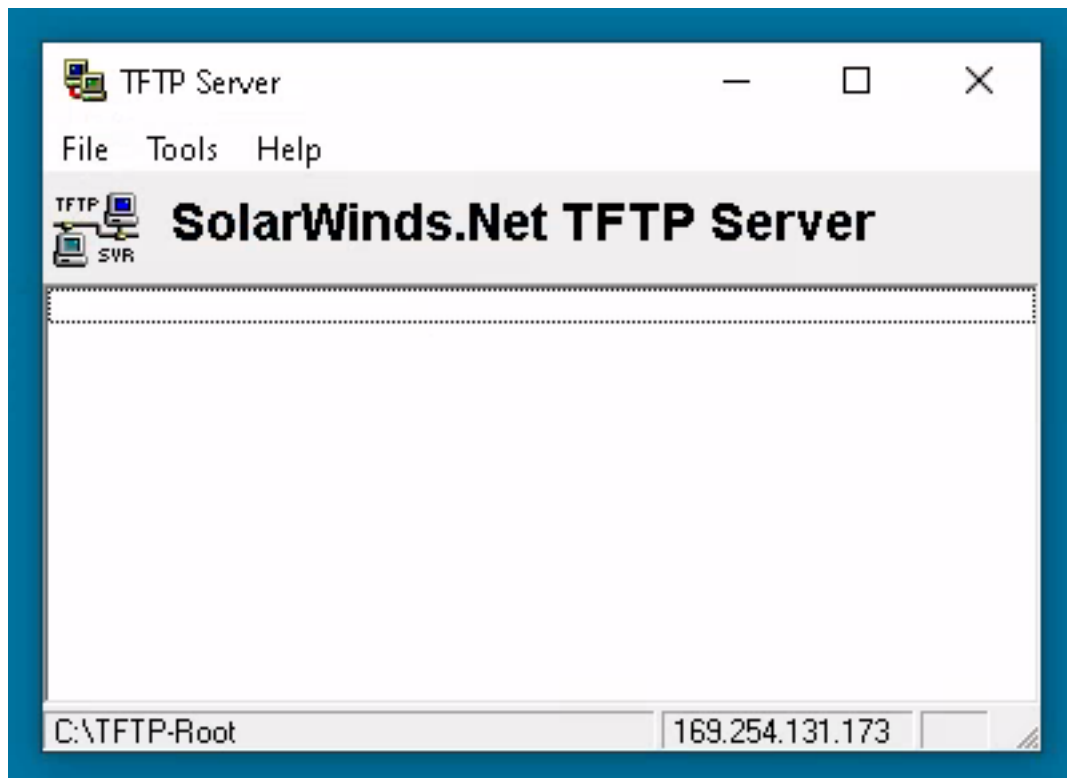 TFTP Server
File Tools Help
TFTP
SVR
SolarWinds.Net TFTP Server
C:\TFTP-Root 169.254.131.173